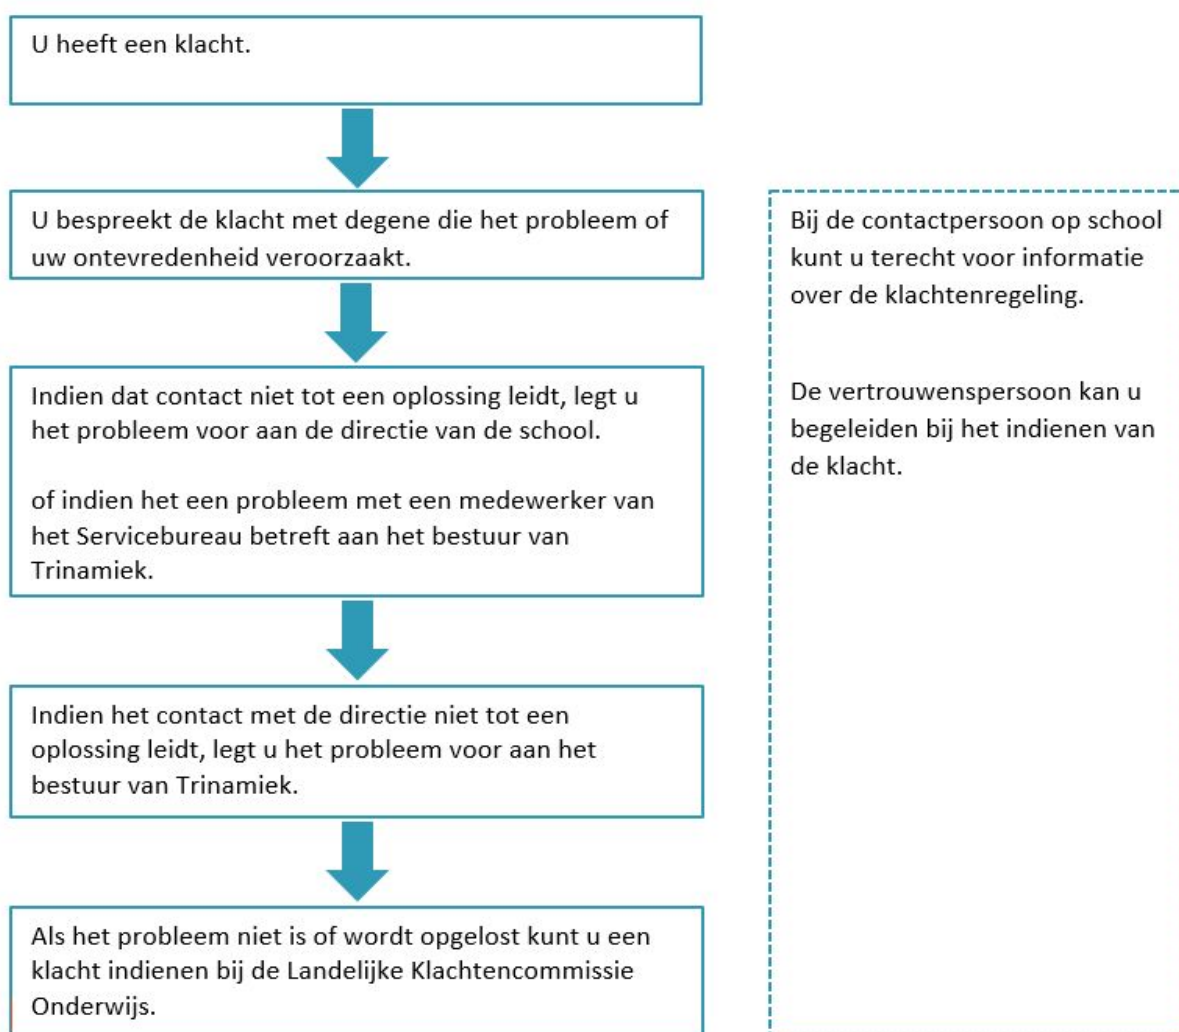 U heeft een klacht.
U bespreekt de klacht met degene die het probleem of
uw ontevredenheid veroorzaakt.
Indien dat contact niet tot een oplossing leidt, legt u
het probleem voor aan de directie van de school.
of indien het een probleem met een medewerker van
het Servicebureau betreft aan het bestuur van
Trinamiek.
Indien het contact met de directie niet tot een
oplossing leidt, legt u het probleem voor aan het
bestuur van Trinamiek.
Als het probleem niet is of wordt opgelost kunt u een
klacht indienen bij de Landelijke Klachtencommissie
Onderwijs.
Bij de contactpersoon op school
kunt u terecht voor informatie
over de klachtenregeling.
De vertrouwenspersoon kan u
begeleiden bij het indienen van
de klacht.